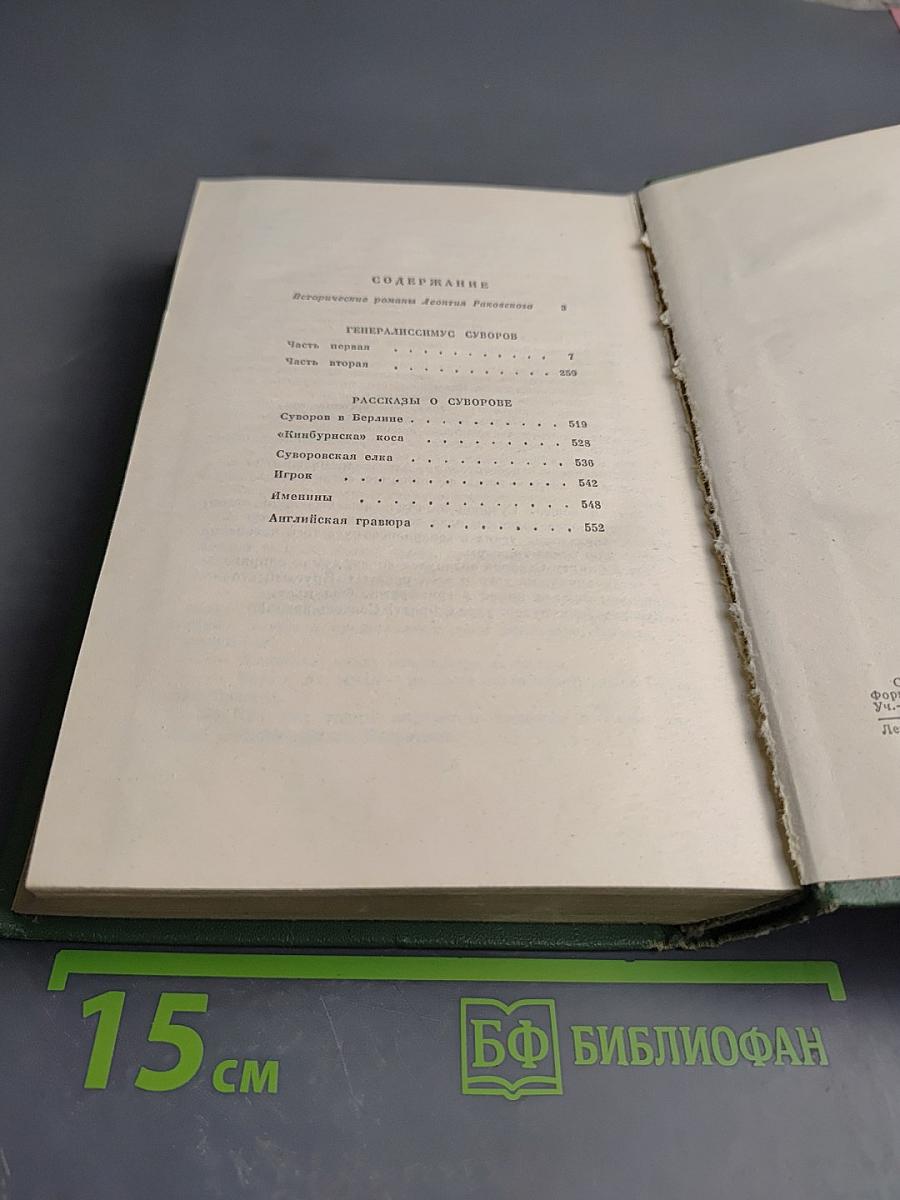 СОДЕРЖАНИЕ
Исторические романы Леонтия Раковского 3
ГЕНЕРАЛИССИМУС СУВОРОВ
Часть первая . . . . . . . . . . . 7
Часть вторая . . . . . . . . . . . 259
РАССКАЗЫ О СУВОРОВЕ
Суворов в Берлине . . . . . . . . . . 519
«Кинбурнска» коса . . . . . . . . . 528
Суворовская елка . . . . . . . . . . 536
Игрок . . . . . . . . . . . . . . 542
Именины . . . . . . . . . . . . . 548
Английская гравюра . . . . . . . . . 552
Уч.-
15 см
БФ БИБЛИОФАН